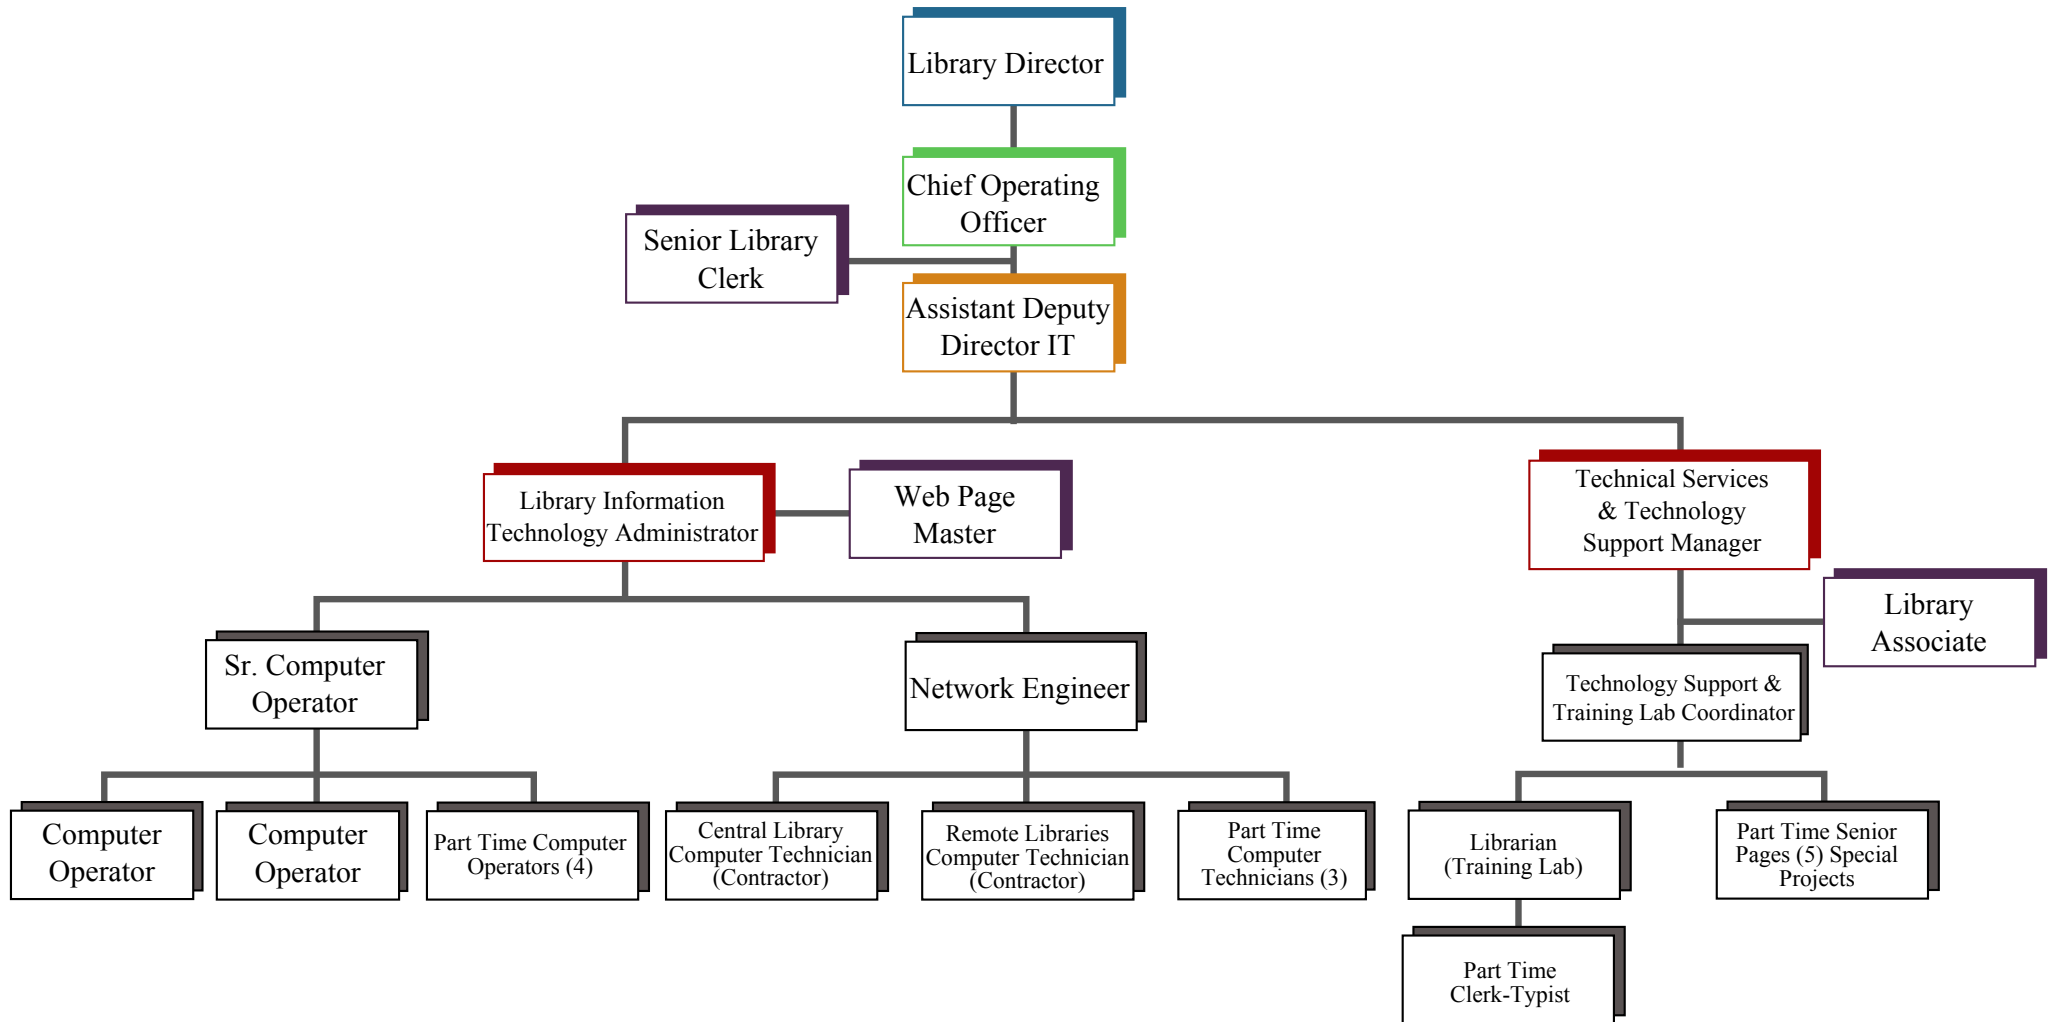 Library Director
Chief Operating
Officer
Senior Library
Clerk
Assistant Deputy
Director IT
Library Information
Technology Administrator
Web Page
Master
Technical Services
& Technology
Support Manager
Library
Associate
Sr. Computer
Operator
Network Engineer
Technology Support &
Training Lab Coordinator
Computer
Operator
Computer
Operator
Part Time Computer
Operators (4)
Central Library
Computer Technician
(Contractor)
Remote Libraries
Computer Technician
(Contractor)
Part Time
Computer
Technicians (3)
Librarian
(Training Lab)
Part Time Senior
Pages (5) Special
Projects
Part Time
Clerk-Typist